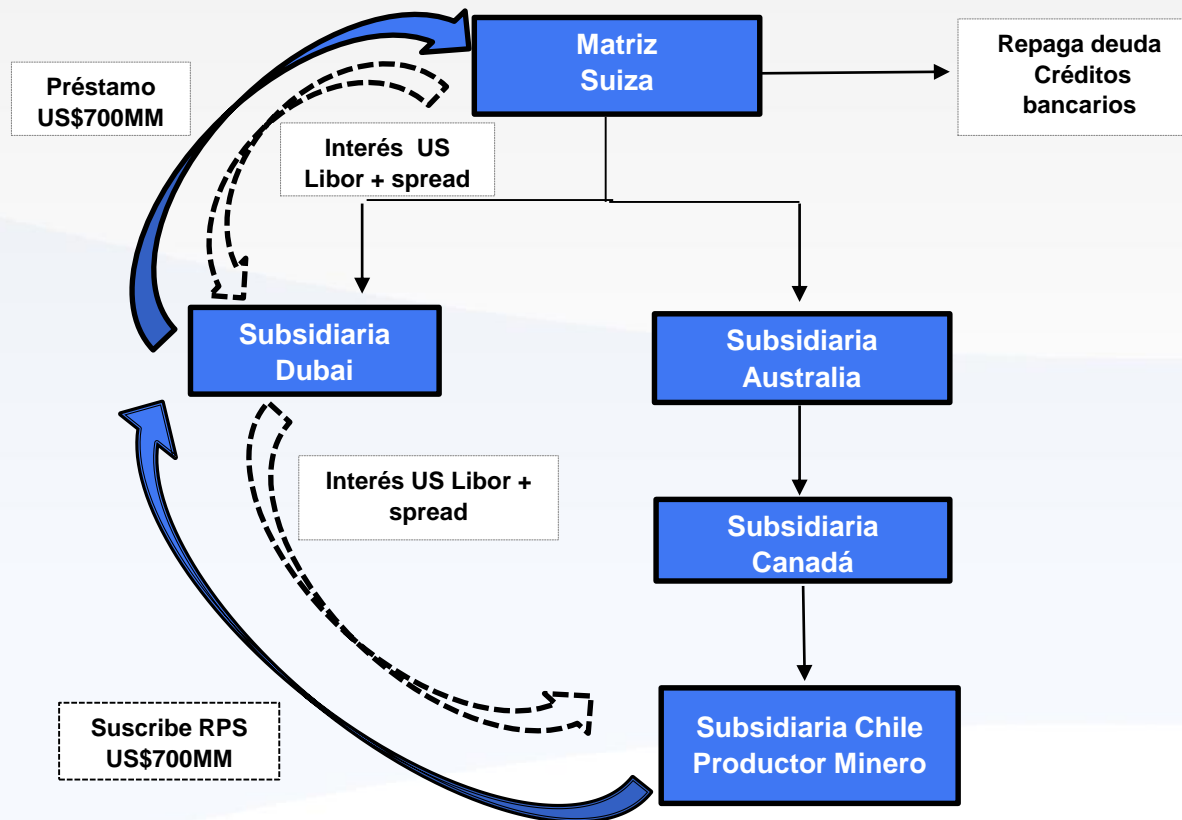 Matriz
Suiza
Repaga deuda
Créditos
bancarios
Préstamo
US$700MM
Interés US
Libor + spread
Subsidiaria
Dubai
Subsidiaria
Australia
Interés US Libor +
spread
Subsidiaria
Canadá
Suscribe RPS
US$700MM
Subsidiaria Chile
Productor Minero